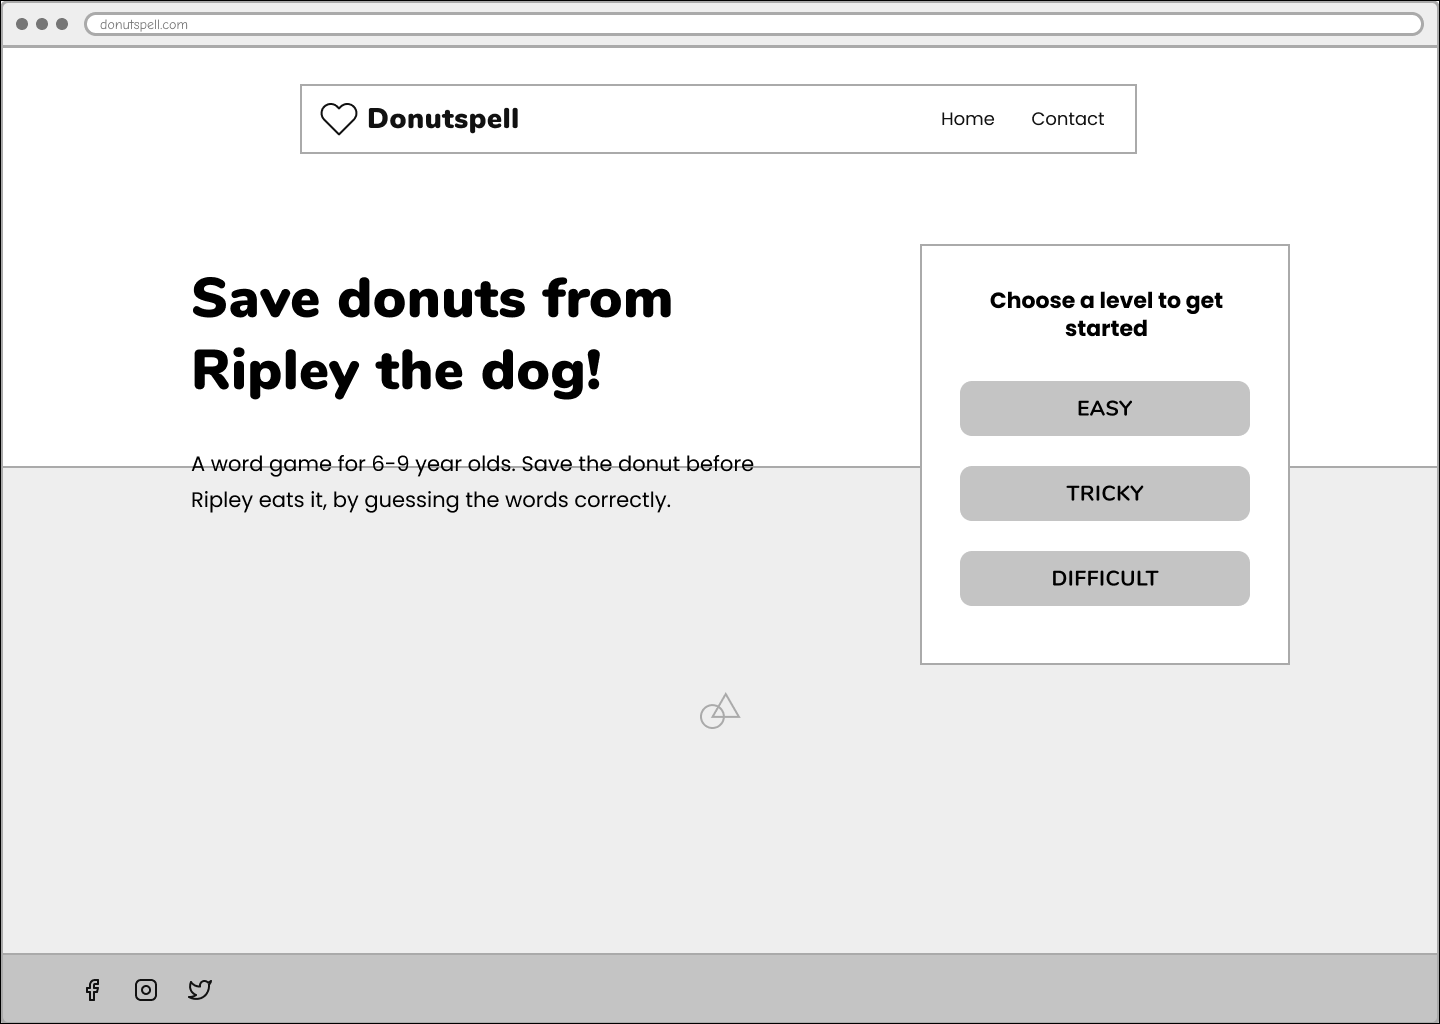 donutspell.com
Donutspell
Home
Contact
Save donuts from
Ripley the dog!
A word game for 6-9 year olds. Save the donut before
Ripley eats it, by guessing the words correctly.
Choose a level to get
started
EASY
TRICKY
DIFFICULT